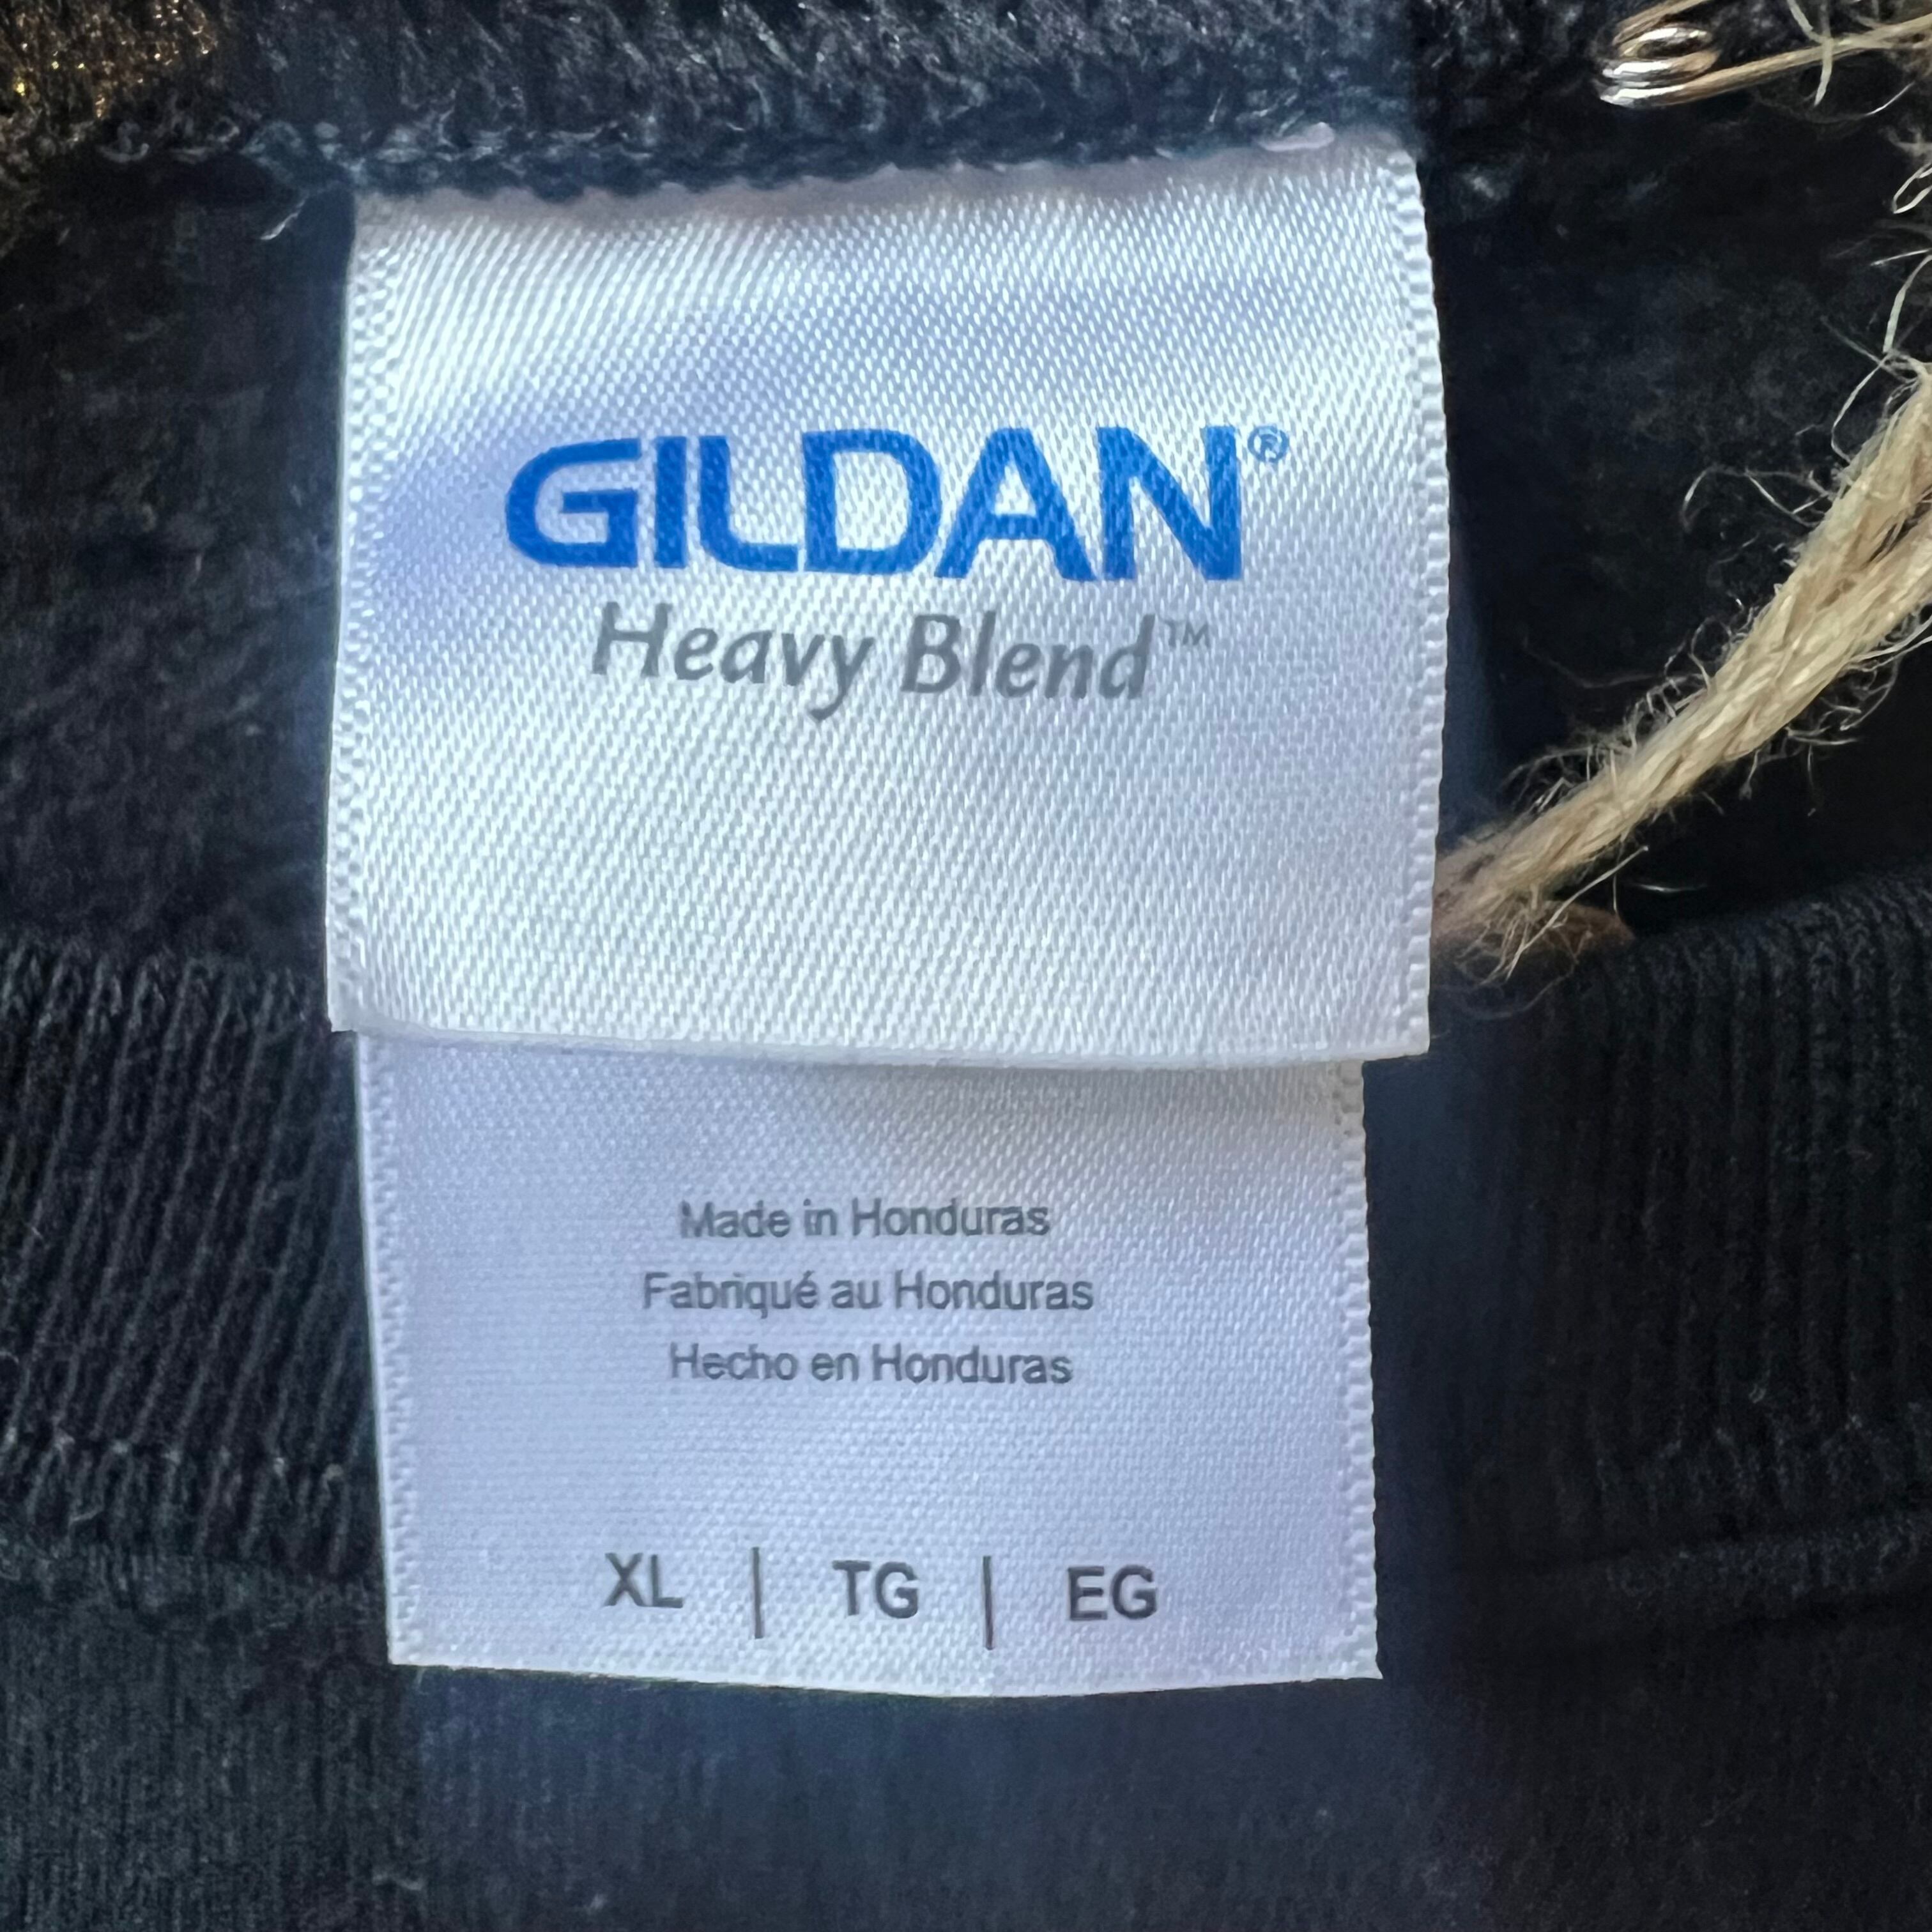 GILDAN®
Heavy Blend™
Made in Honduras
Fabriqué au Honduras
Hecho en Honduras
XL | TG | EG